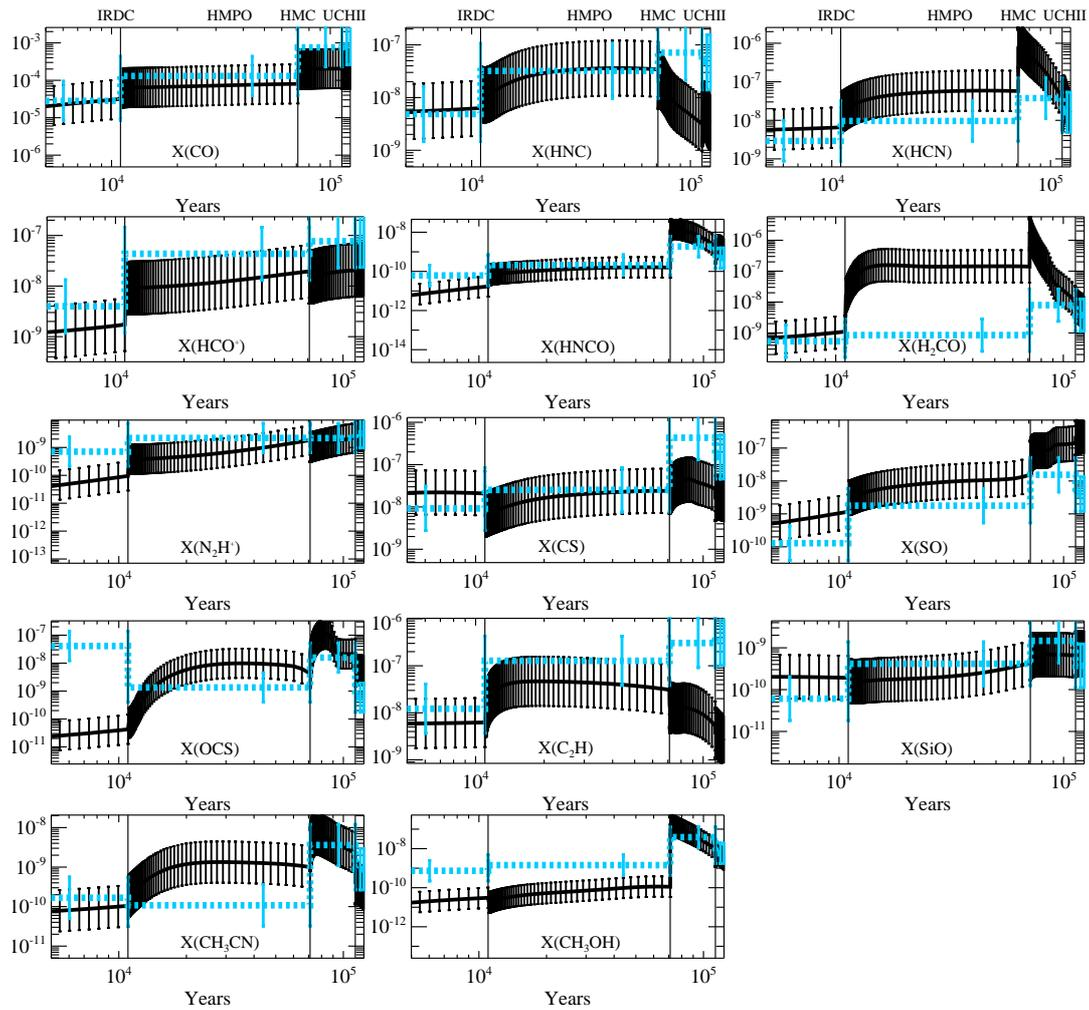 IRDC HMPO HMC UCHII IRDC HMPO HMC UCHII IRDC HMPO HMC UCHII
10⁻³ 10⁻⁷ 10⁻⁶
10⁻⁴ 10⁻⁸ 10⁻⁷
10⁻⁵ 10⁻⁹ 10⁻⁸
10⁻⁶ 10⁻⁹
X(CO) X(HNC) X(HCN)
10⁴ 10⁵ 10⁴ 10⁵ 10⁴ 10⁵
Years Years Years
10⁻⁷ 10⁻⁸ 10⁻⁶
10⁻⁸ 10⁻¹⁰ 10⁻⁷
10⁻⁹ 10⁻¹² 10⁻⁸
10⁻¹⁴ 10⁻⁹
X(HCO⁺) X(HNCO) X(H₂CO)
10⁴ 10⁵ 10⁴ 10⁵ 10⁴ 10⁵
Years Years Years
10⁻⁹ 10⁻⁶ 10⁻⁷
10⁻¹⁰ 10⁻⁷ 10⁻⁸
10⁻¹¹ 10⁻⁸ 10⁻⁹
10⁻¹² 10⁻⁹ 10⁻¹⁰
10⁻¹³
X(N₂H⁺) X(CS) X(SO)
10⁴ 10⁵ 10⁴ 10⁵ 10⁴ 10⁵
Years Years Years
10⁻⁷ 10⁻⁶ 10⁻⁹
10⁻⁸ 10⁻⁷ 10⁻¹⁰
10⁻⁹ 10⁻⁸ 10⁻¹¹
10⁻¹⁰ 10⁻⁹
10⁻¹¹
X(OCS) X(C₂H) X(SiO)
10⁴ 10⁵ 10⁴ 10⁵ 10⁴ 10⁵
Years Years Years
10⁻⁸ 10⁻⁸
10⁻⁹ 10⁻¹⁰
10⁻¹⁰ 10⁻¹²
10⁻¹¹
X(CH₃CN) X(CH₃OH)
10⁴ 10⁵ 10⁴ 10⁵
Years Years